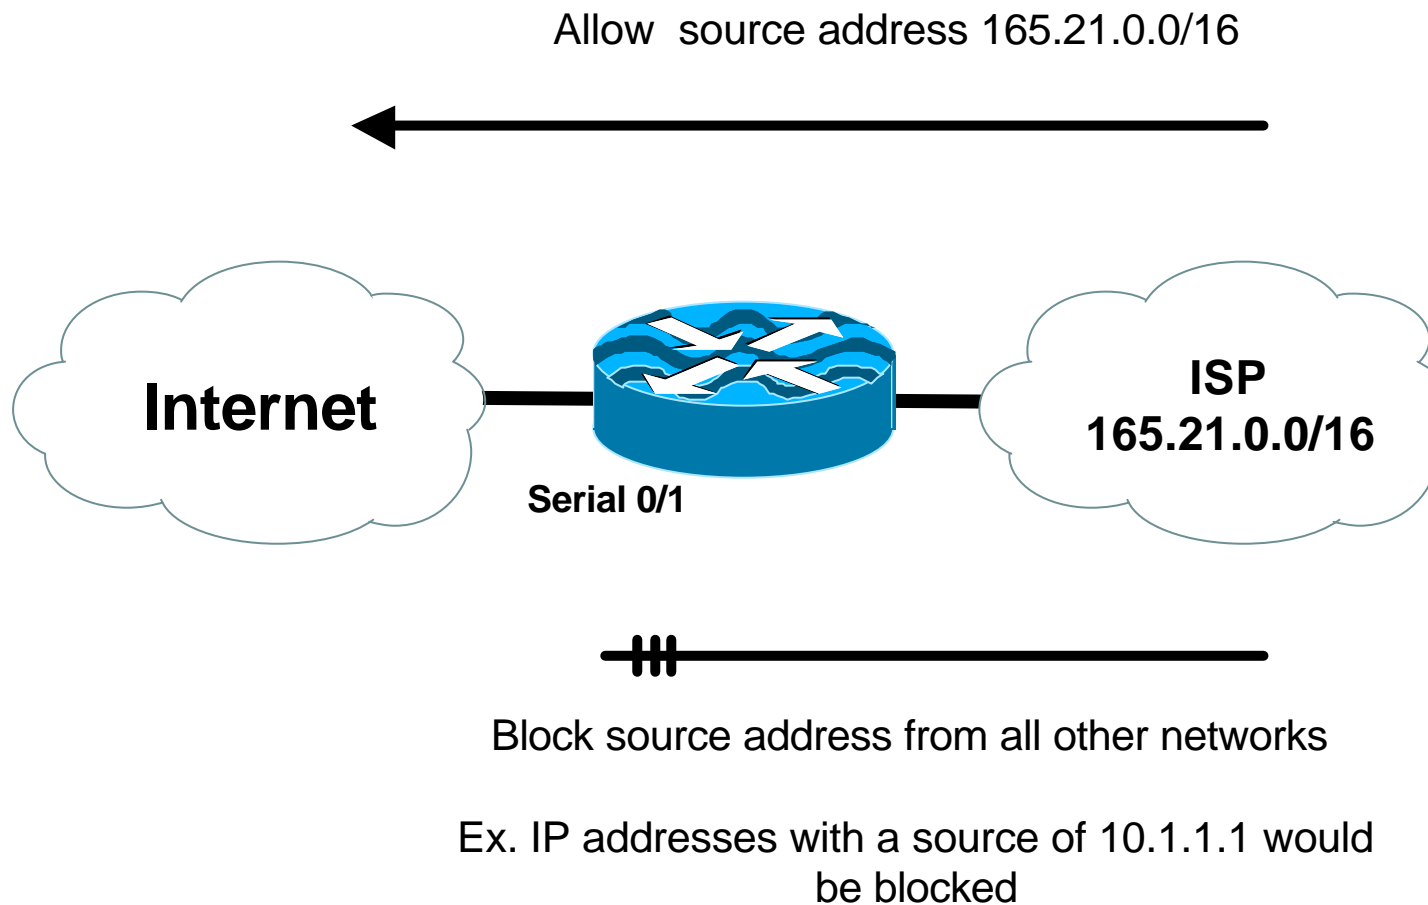 Allow  source address 165.21.0.0/16
Internet
ISP
165.21.0.0/16
Serial 0/1
Block source address from all other networks
Ex. IP addresses with a source of 10.1.1.1 would
be blocked